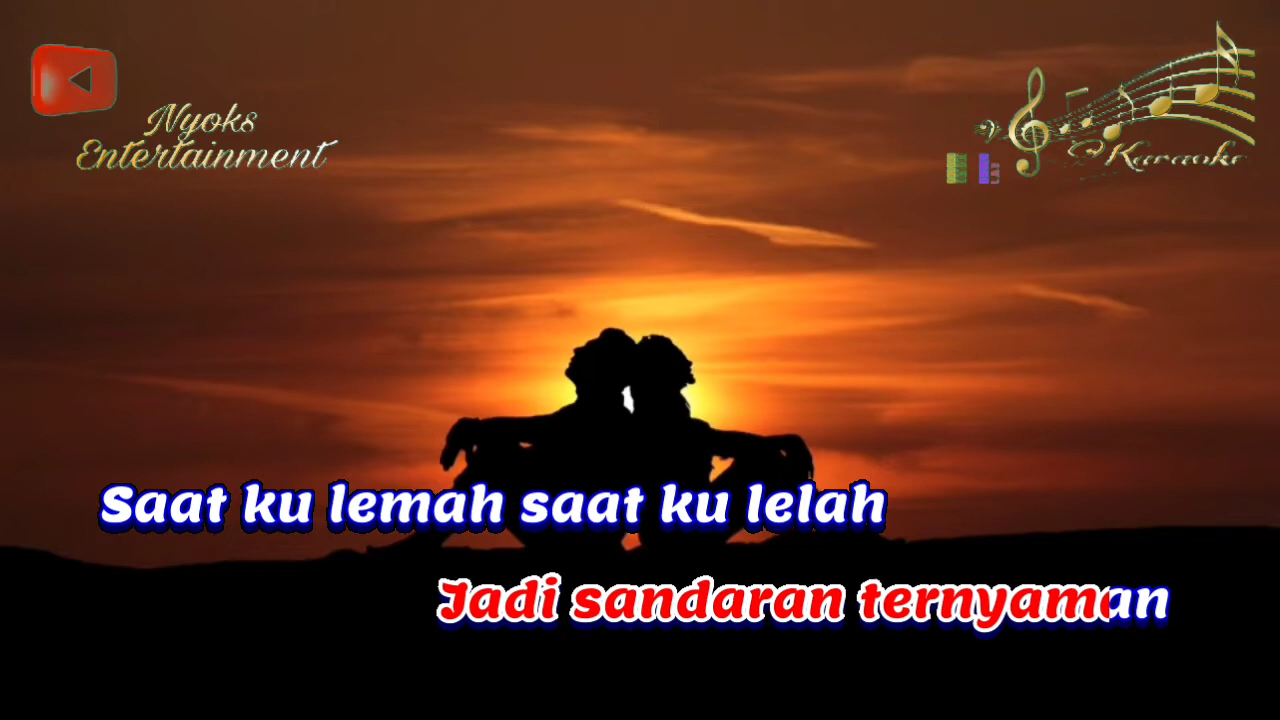 Nyoks
Entertainment
Karaoke
Saat ku lemah saat ku lelah
Jadi sandaran ternyaman